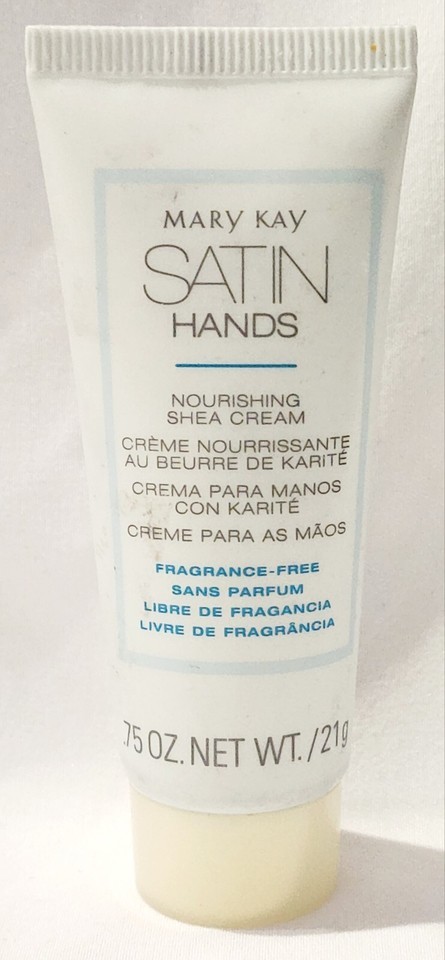 MARY KAY
SATIN
HANDS
NOURISHING
SHEA CREAM
CRÈME NOURRISSANTE
AU BEURRE DE KARITÉ
CREMA PARA MANOS
CON KARITÉ
CREME PARA AS MÃOS
FRAGRANCE-FREE
SANS PARFUM
LIBRE DE FRAGANCIA
LIVRE DE FRAGRÂNCIA
.75 OZ. NET WT. / 21 g